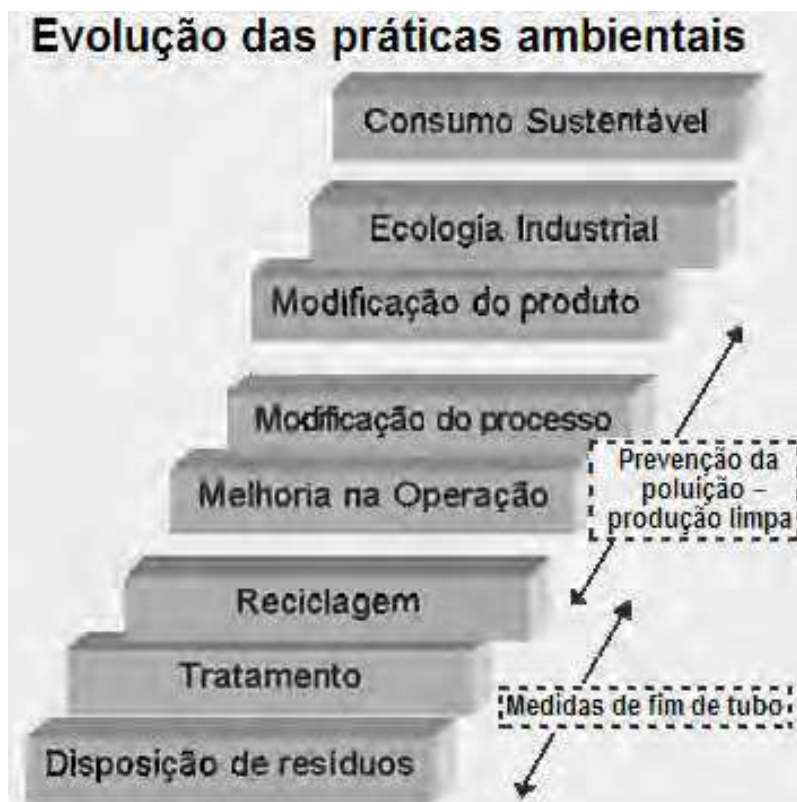 Evolução das práticas ambientais
Consumo Sustentável
Ecologia Industrial
Modificação do produto
Modificação do processo
Melhoria na Operação
Prevenção da
poluição –
produção limpa
Reciclagem
Tratamento
Medidas de fim de tubo
Disposição de resíduos